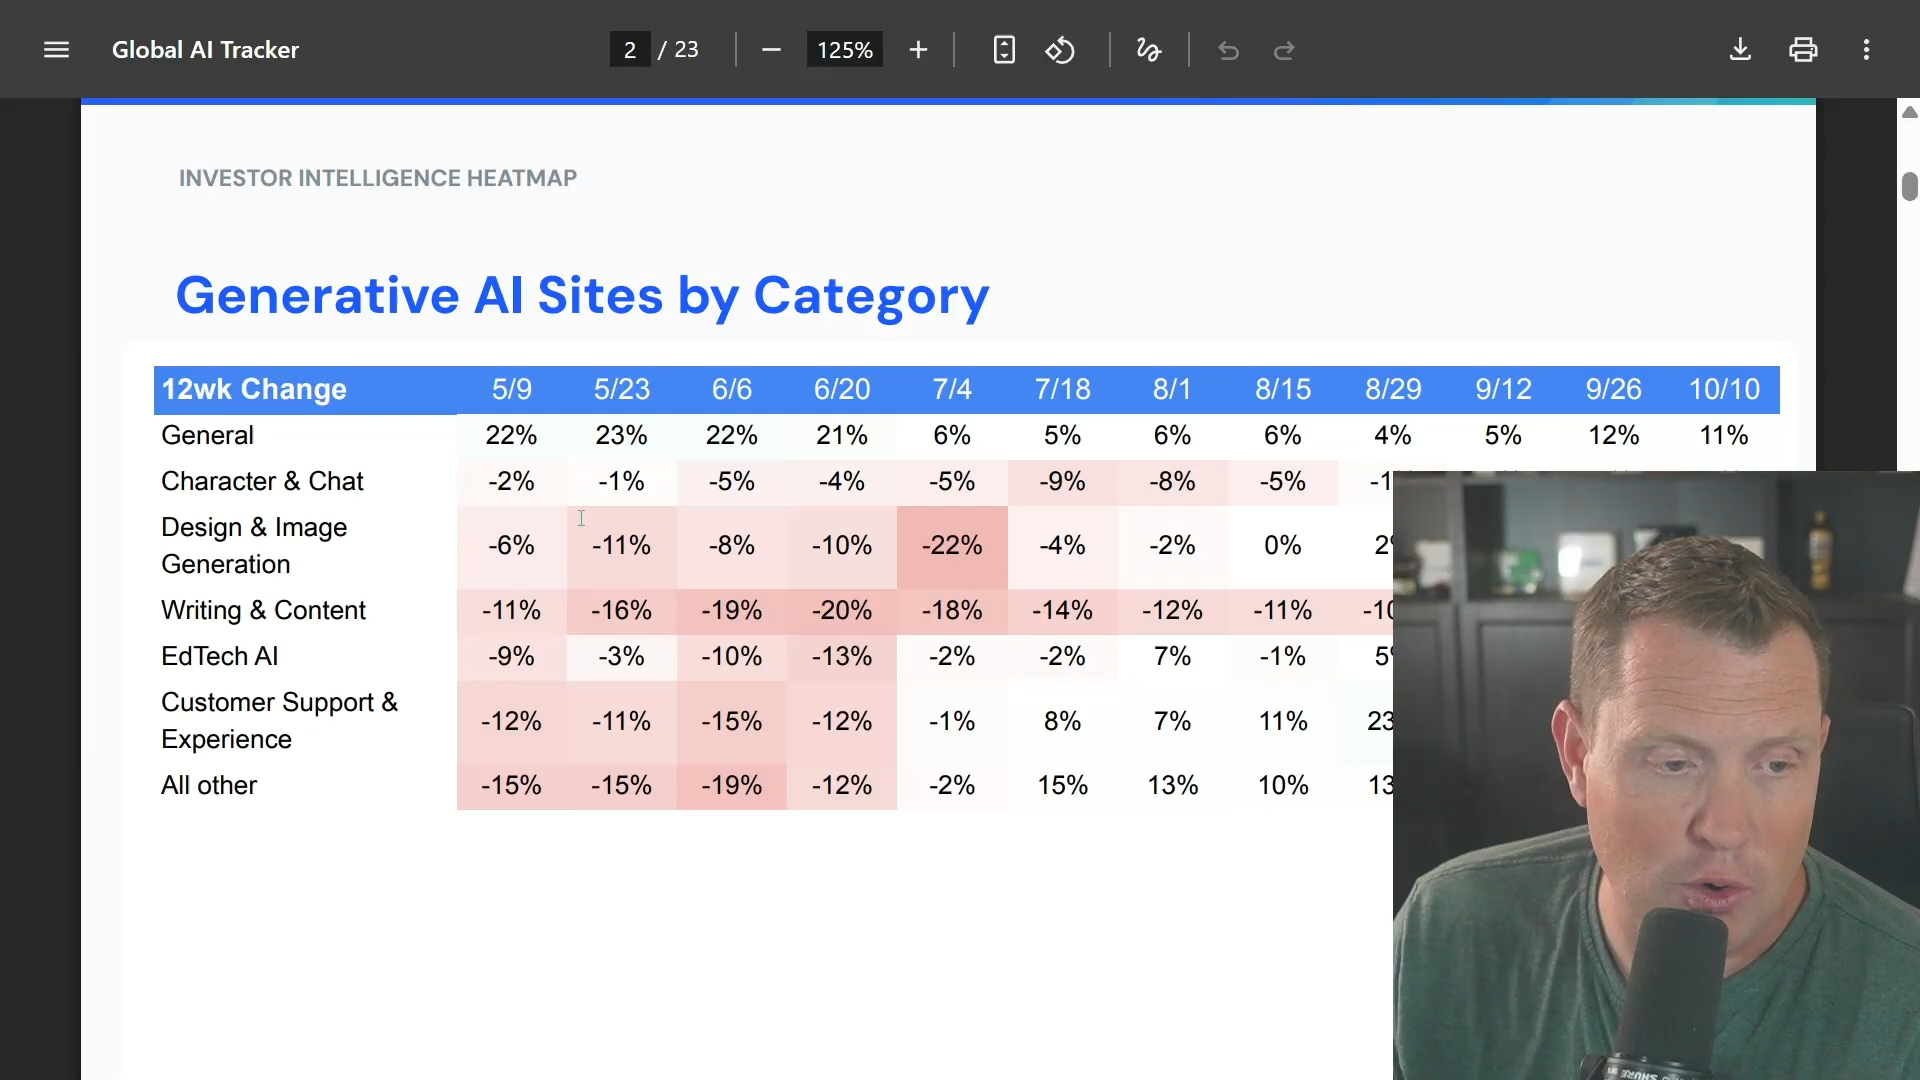 Global AI Tracker 2 / 23 125%
INVESTOR INTELLIGENCE HEATMAP
Generative AI Sites by Category
12wk Change 5/9 5/23 6/6 6/20 7/4 7/18 8/1 8/15 8/29 9/12 9/26 10/10
General 22% 23% 22% 21% 6% 5% 6% 6% 4% 5% 12% 11%
Character & Chat -2% -1% -5% -4% -5% -9% -8% -5%
Design & Image
Generation -6% -11% -8% -10% -22% -4% -2% 0%
Writing & Content -11% -16% -19% -20% -18% -14% -12% -11%
EdTech AI -9% -3% -10% -13% -2% -2% 7% -1%
Customer Support &
Experience -12% -11% -15% -12% -1% 8% 7% 11%
All other -15% -15% -19% -12% -2% 15% 13% 10%
SHURE